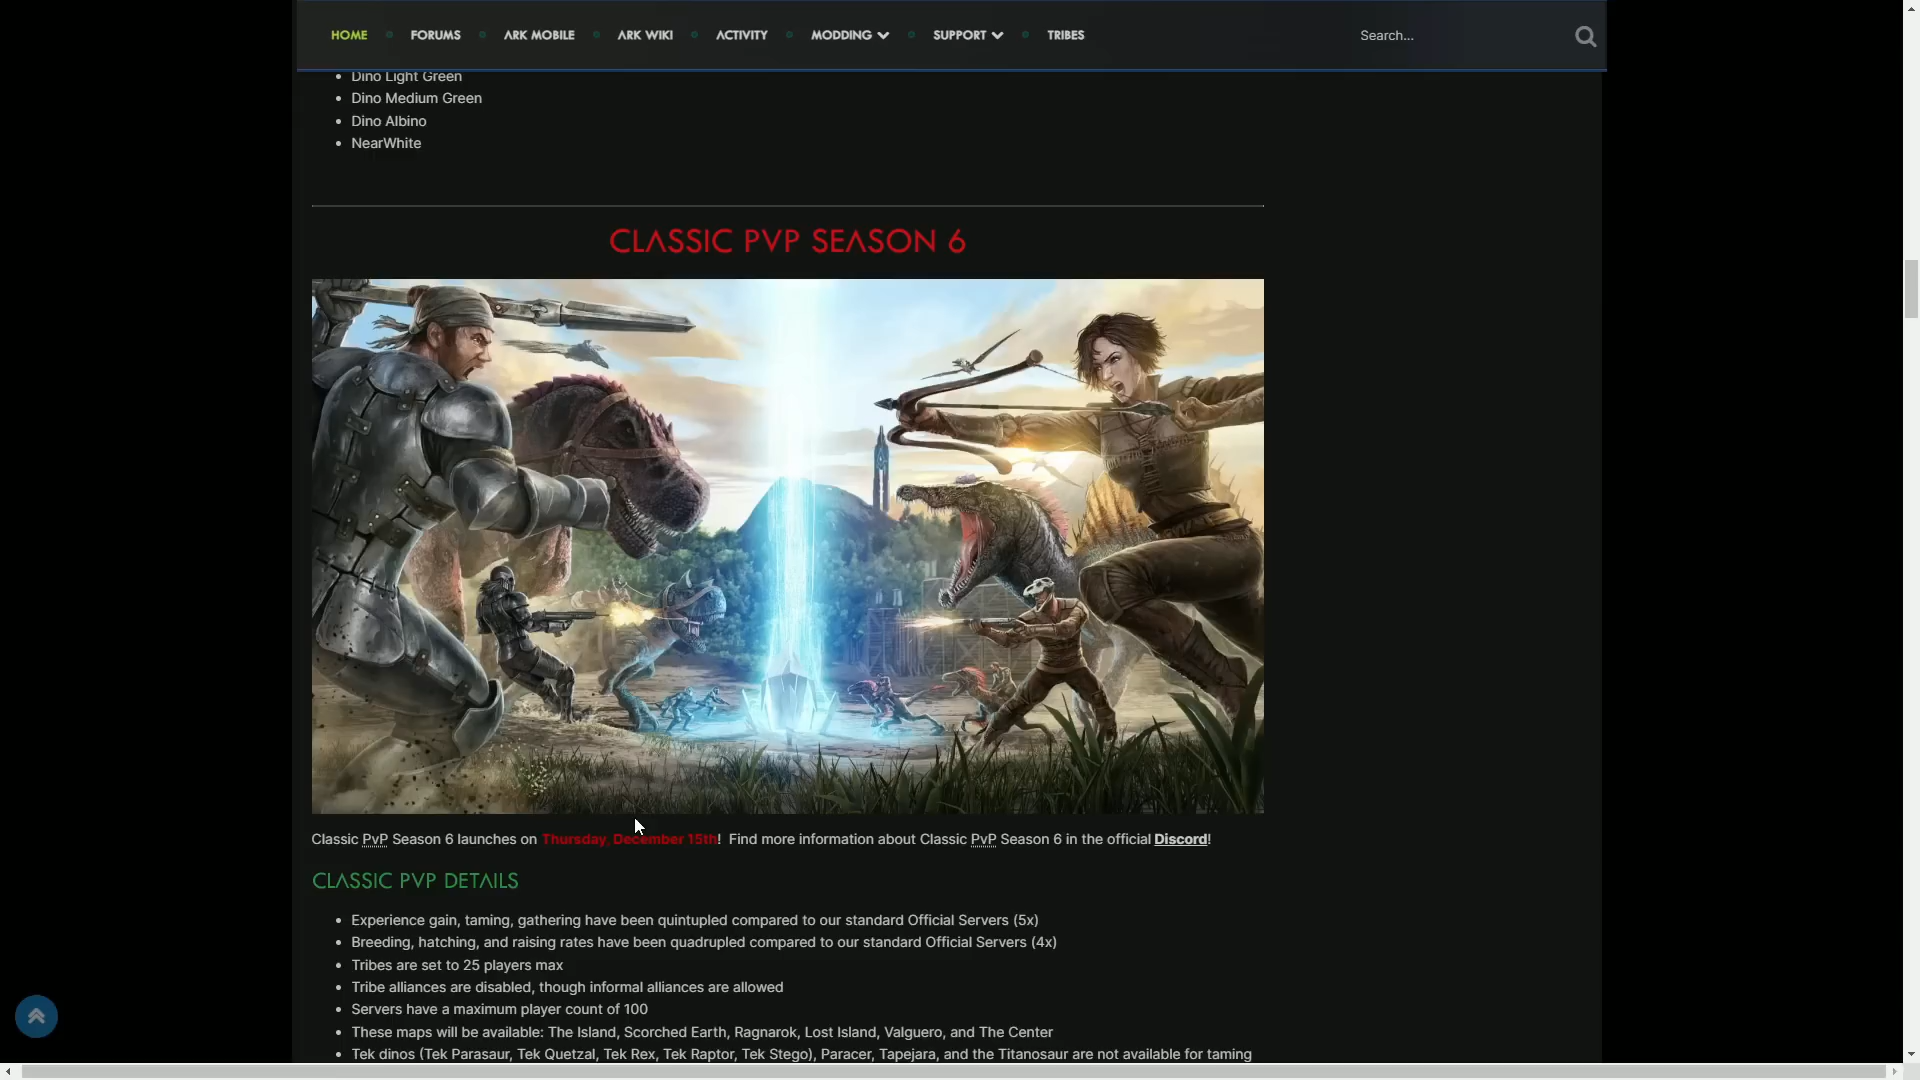 HOME FORUMS ARK MOBILE ARK WIKI ACTIVITY MODDING SUPPORT TRIBES Search...
Dino Light Green
Dino Medium Green
Dino Albino
NearWhite
CLASSIC PVP SEASON 6
Classic PvP Season 6 launches on Thursday, December 15th! Find more information about Classic PvP Season 6 in the official Discord!
CLASSIC PVP DETAILS
Experience gain, taming, gathering have been quintupled compared to our standard Official Servers (5x)
Breeding, hatching, and raising rates have been quadrupled compared to our standard Official Servers (4x)
Tribes are set to 25 players max
Tribe alliances are disabled, though informal alliances are allowed
Servers have a maximum player count of 100
These maps will be available: The Island, Scorched Earth, Ragnarok, Lost Island, Valguero, and The Center
Tek dinos (Tek Parasaur, Tek Quetzal, Tek Rex, Tek Raptor, Tek Stego), Paracer, Tapejara, and the Titanosaur are not available for taming